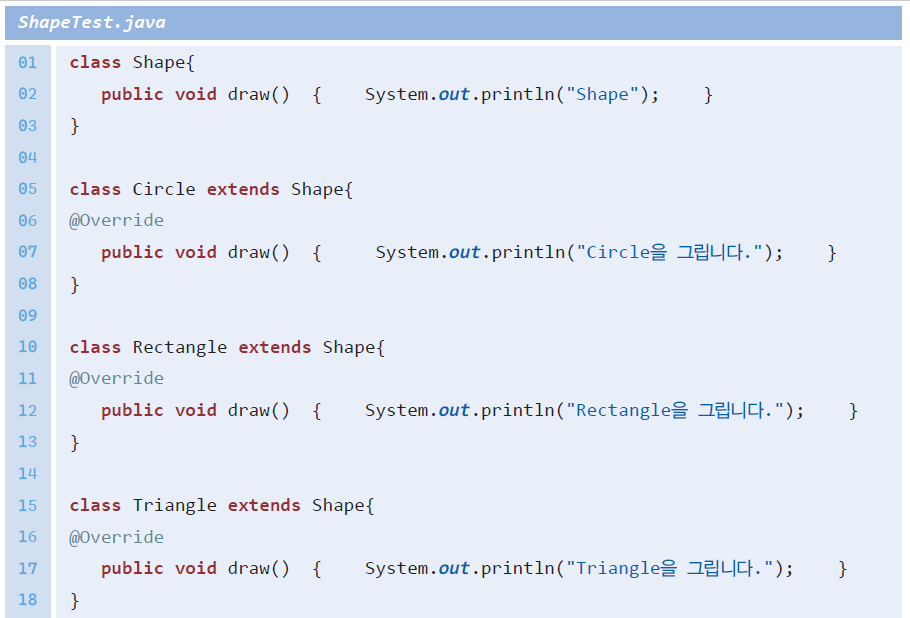 ShapeTest.java
01 class Shape{
02    public void draw()  {    System.out.println("Shape");    }
03 }
04
05 class Circle extends Shape{
06 @Override
07    public void draw()  {     System.out.println("Circle을 그립니다.");    }
08 }
09
10 class Rectangle extends Shape{
11 @Override
12    public void draw()  {    System.out.println("Rectangle을 그립니다.");    }
13 }
14
15 class Triangle extends Shape{
16 @Override
17    public void draw()  {    System.out.println("Triangle을 그립니다.");    }
18 }